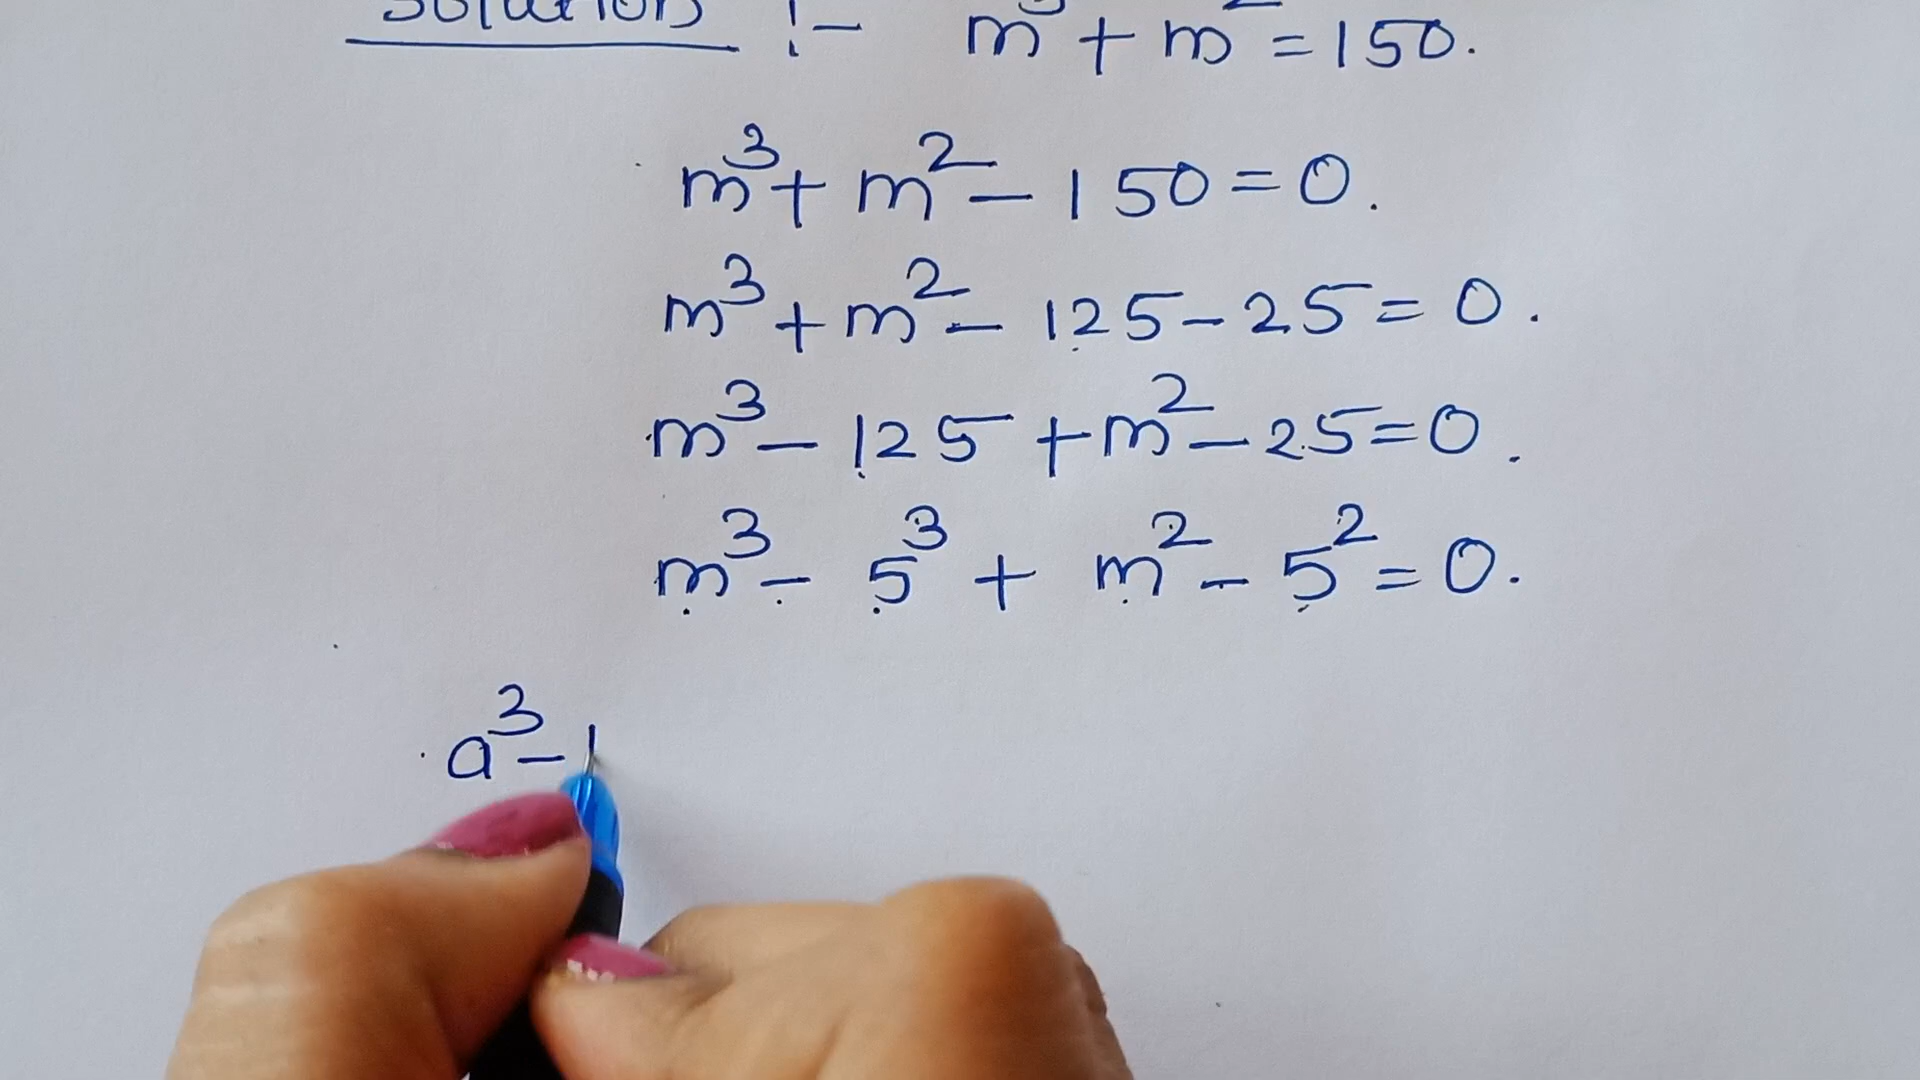 Solution :- m³ + m² = 150.
m³ + m² - 150 = 0.
m³ + m² - 125 - 25 = 0.
m³ - 125 + m² - 25 = 0.
m³ - 5³ + m² - 5² = 0.
a³ -